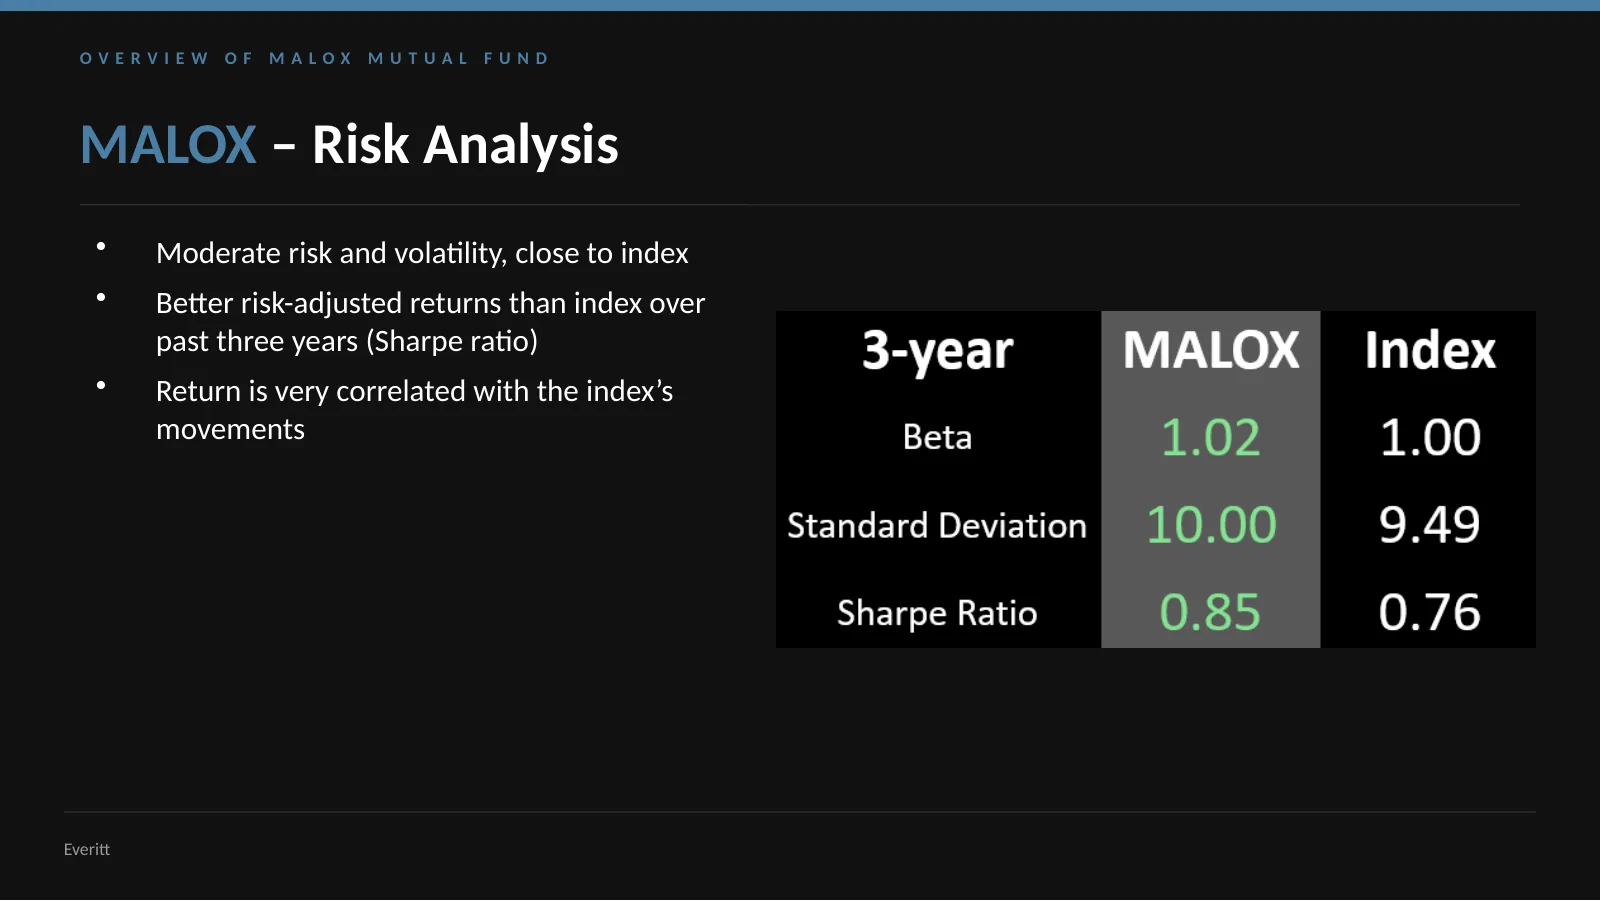 OVERVIEW OF MALOX MUTUAL FUND
MALOX – Risk Analysis
• Moderate risk and volatility, close to index
• Better risk-adjusted returns than index over
past three years (Sharpe ratio)
• Return is very correlated with the index’s
movements
3-year MALOX Index
Beta 1.02 1.00
Standard Deviation 10.00 9.49
Sharpe Ratio 0.85 0.76
Everitt